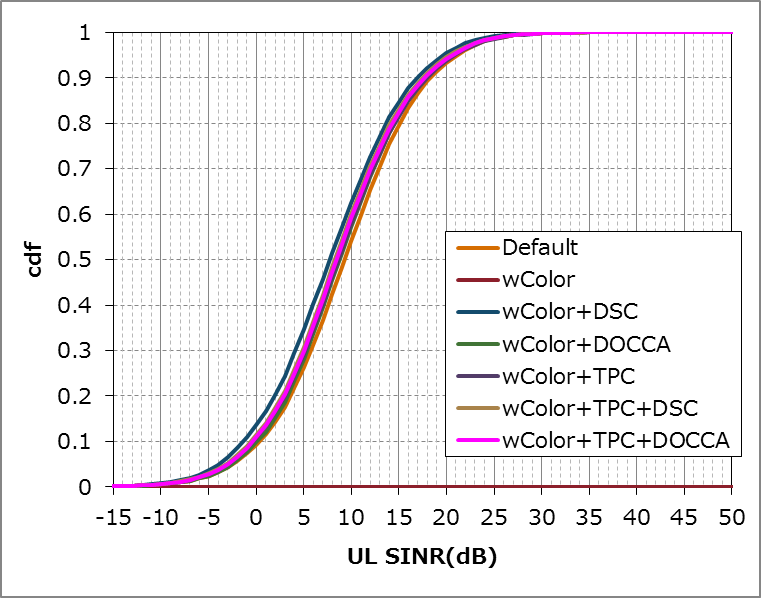 1
0.9
0.8
0.7
0.6
0.5
0.4
0.3
0.2
0.1
0
cdf
-15 -10 -5 0 5 10 15 20 25 30 35 40 45 50
UL SINR(dB)
Default
wColor
wColor+DSC
wColor+DOCCA
wColor+TPC
wColor+TPC+DSC
wColor+TPC+DOCCA